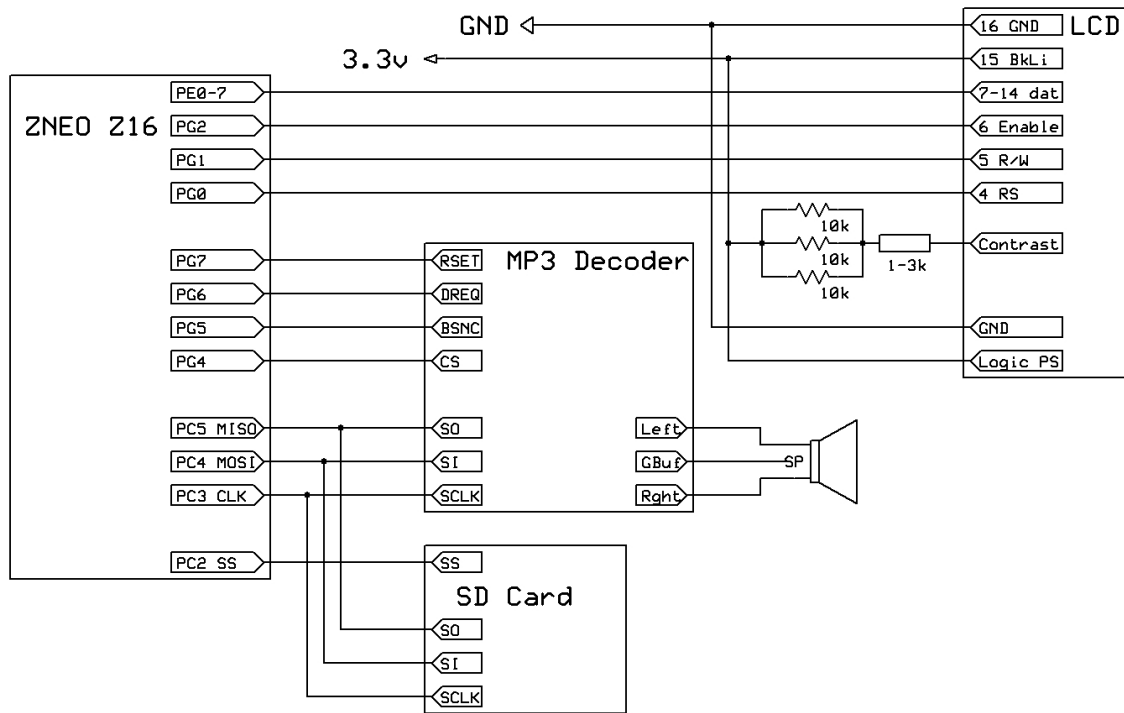 GND
16 GND
LCD
3.3v
15 BkLi
PE0-7
7-14 dat
ZNEO Z16
PG2
6 Enable
PG1
5 R/W
PG0
4 RS
10k
10k
10k
1-3k
Contrast
PG7
RSET
MP3 Decoder
PG6
DREQ
PG5
BSNC
GND
PG4
CS
Logic PS
PC5 MISO
SO
Left
PC4 MOSI
SI
GBuf
SP
PC3 CLK
SCLK
Rght
PC2 SS
SS
SD Card
SO
SI
SCLK